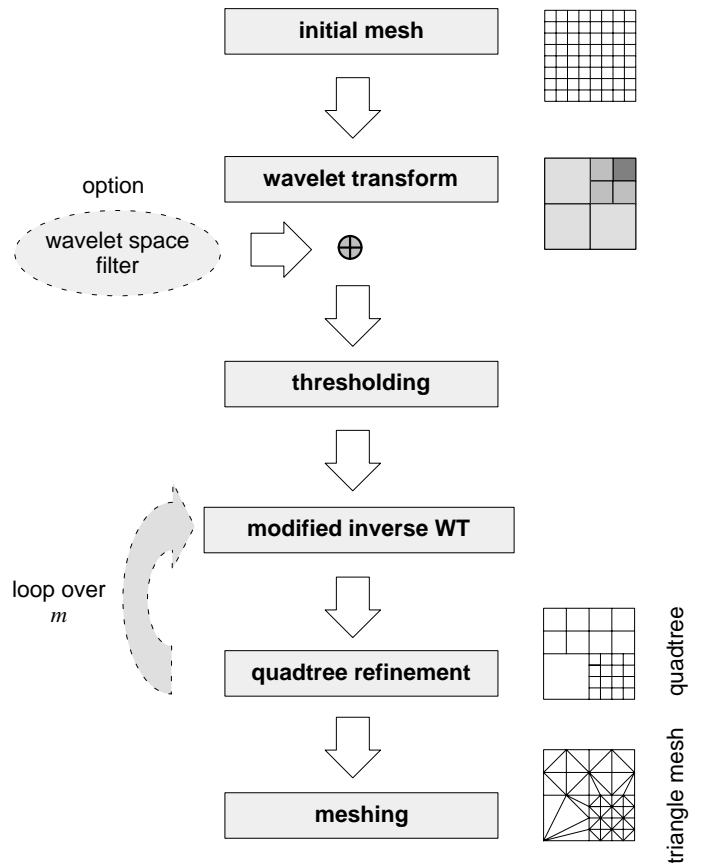 initial mesh
wavelet transform
option
wavelet space
filter
thresholding
modified inverse WT
loop over
m
quadtree refinement
quadtree
meshing
triangle mesh